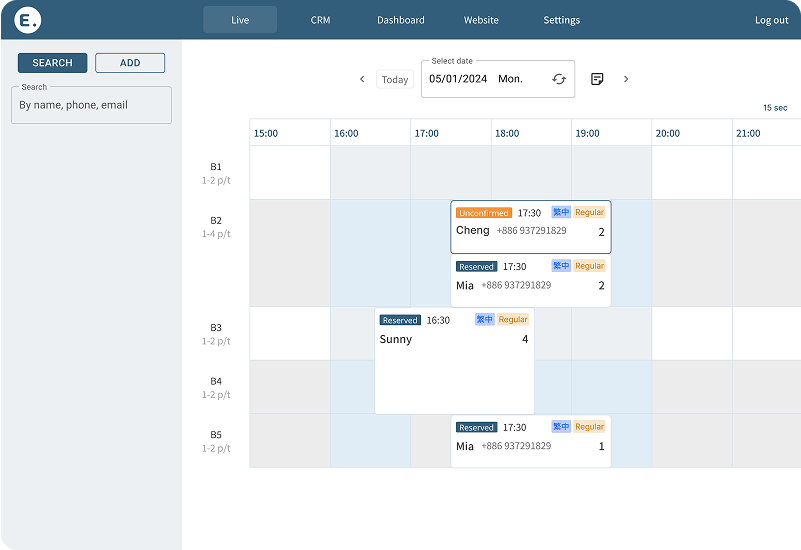 E.
Live
CRM
Dashboard
Website
Settings
Log out
SEARCH
ADD
Search
By name, phone, email
Today
Select date
05/01/2024 Mon.
15 sec
15:00 16:00 17:00 18:00 19:00 20:00 21:00
B1
1-2 p/t
B2
1-4 p/t
Unconfirmed 17:30 繁中 Regular
Cheng +886 937291829 2
Reserved 17:30 繁中 Regular
Mia +886 937291829 2
B3
1-2 p/t
Reserved 16:30 繁中 Regular
Sunny 4
B4
1-2 p/t
B5
1-2 p/t
Reserved 17:30 繁中 Regular
Mia +886 937291829 1